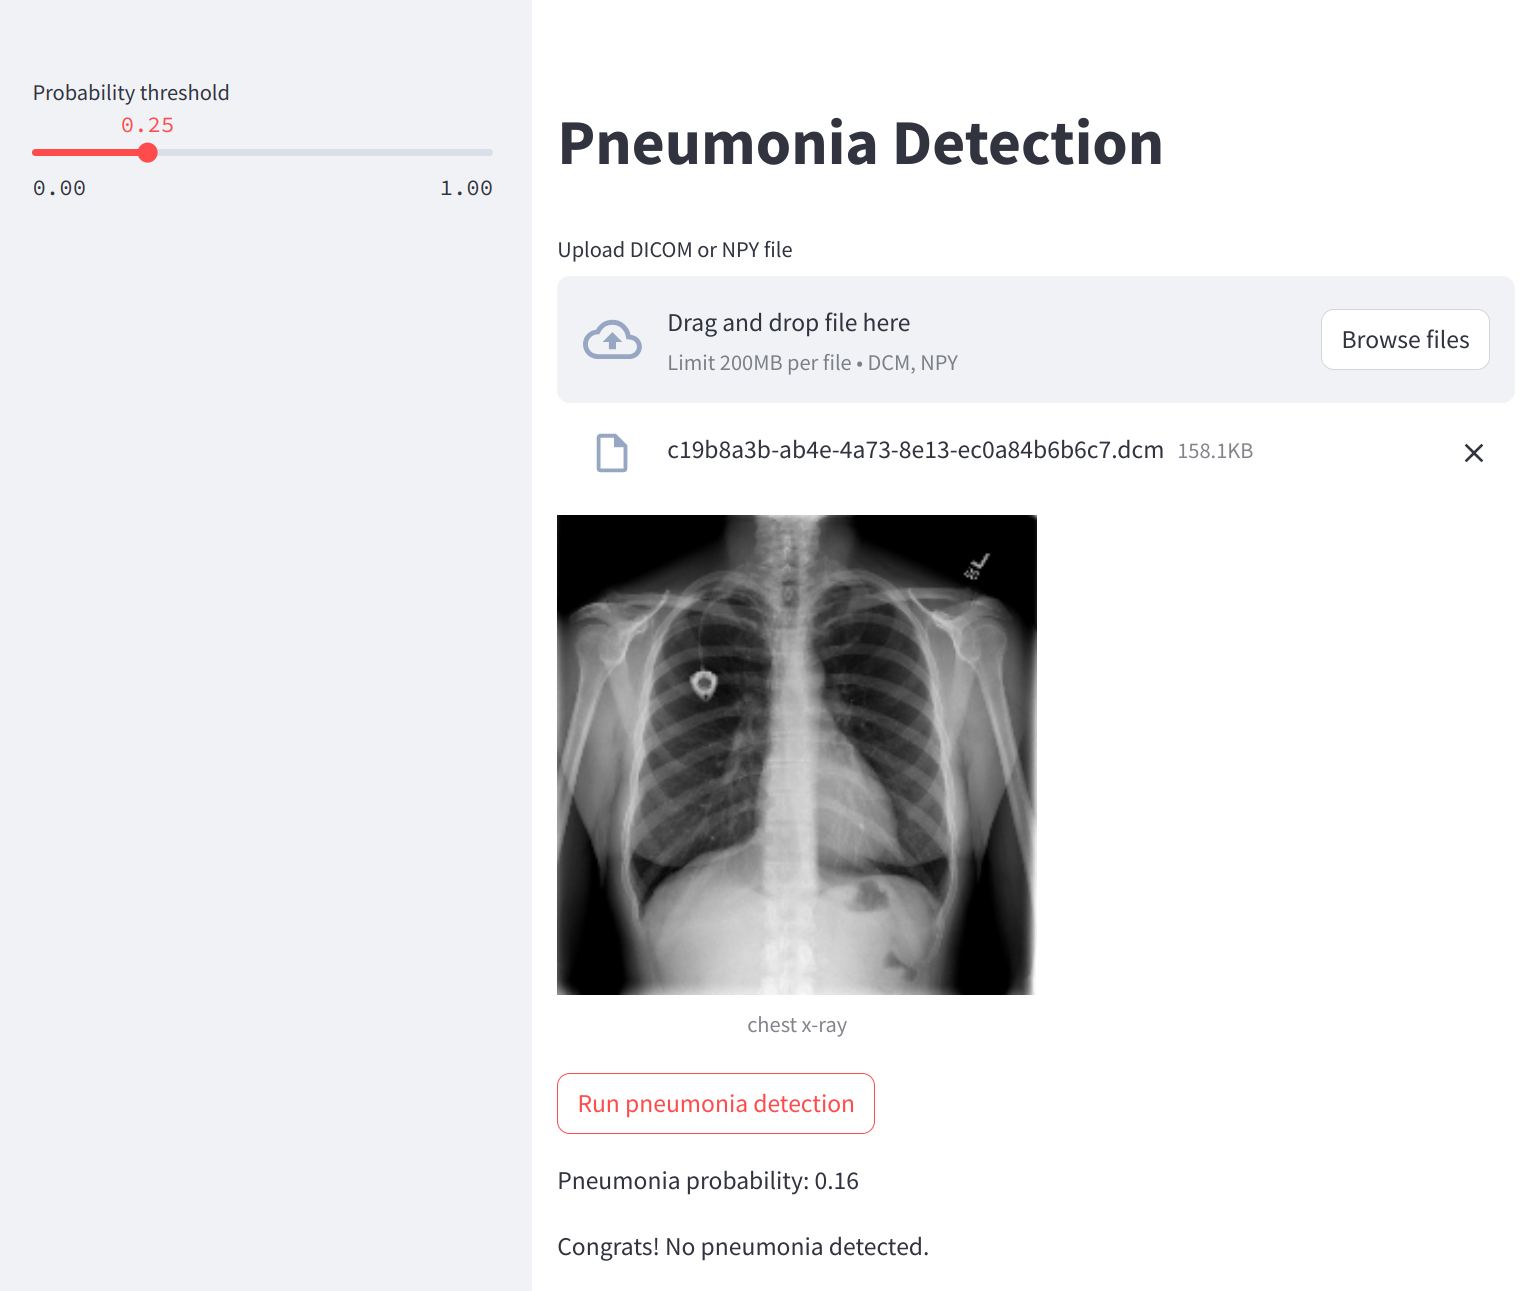 Probability threshold
0.25
0.00 1.00
Pneumonia Detection
Upload DICOM or NPY file
Drag and drop file here
Limit 200MB per file • DCM, NPY
Browse files
c19b8a3b-ab4e-4a73-8e13-ec0a84b6b6c7.dcm 158.1KB
L
chest x-ray
Run pneumonia detection
Pneumonia probability: 0.16
Congrats! No pneumonia detected.